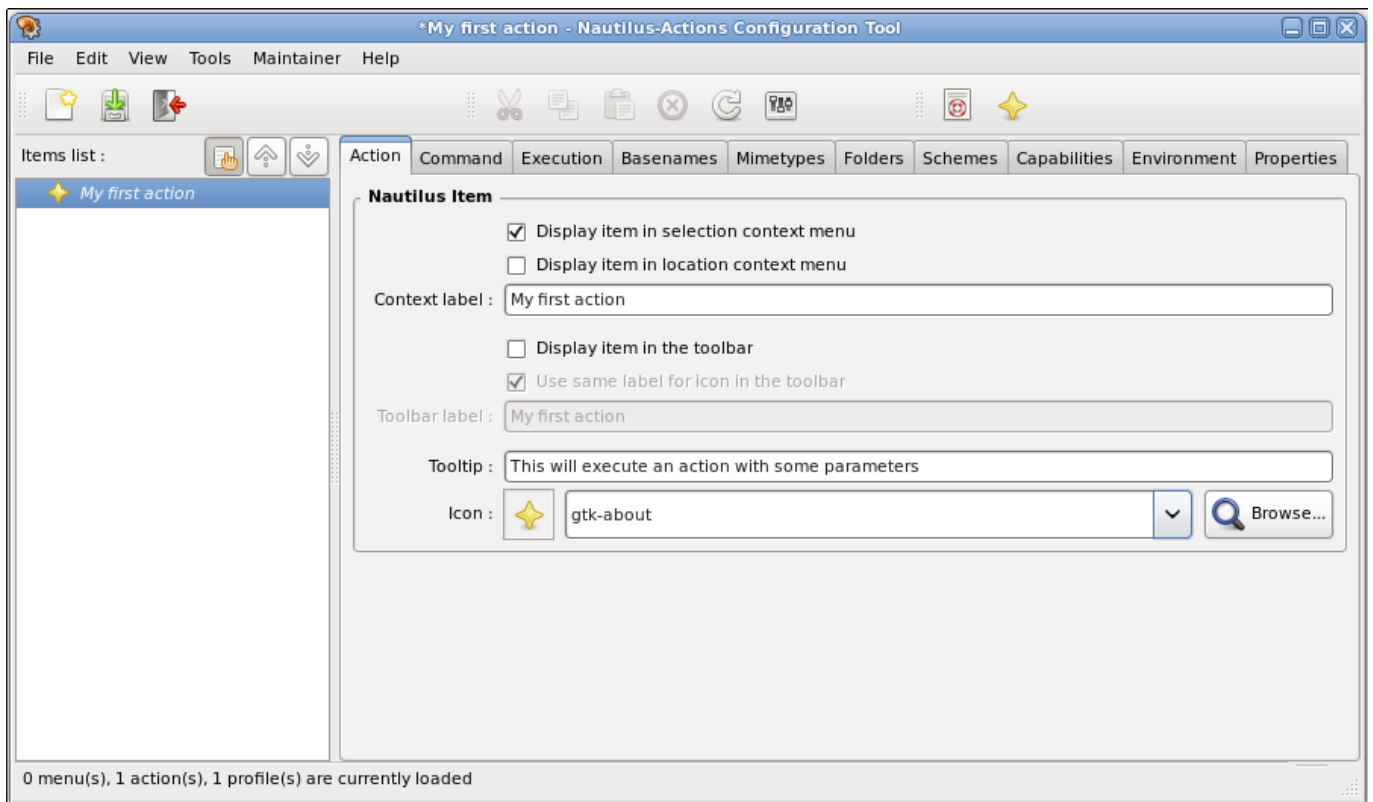 *My first action - Nautilus-Actions Configuration Tool
File Edit View Tools Maintainer Help
Items list :
Action Command Execution Basenames Mimetypes Folders Schemes Capabilities Environment Properties
My first action
Nautilus Item
Display item in selection context menu
Display item in location context menu
Context label : My first action
Display item in the toolbar
Use same label for icon in the toolbar
Toolbar label : My first action
Tooltip : This will execute an action with some parameters
Icon : gtk-about Browse...
0 menu(s), 1 action(s), 1 profile(s) are currently loaded